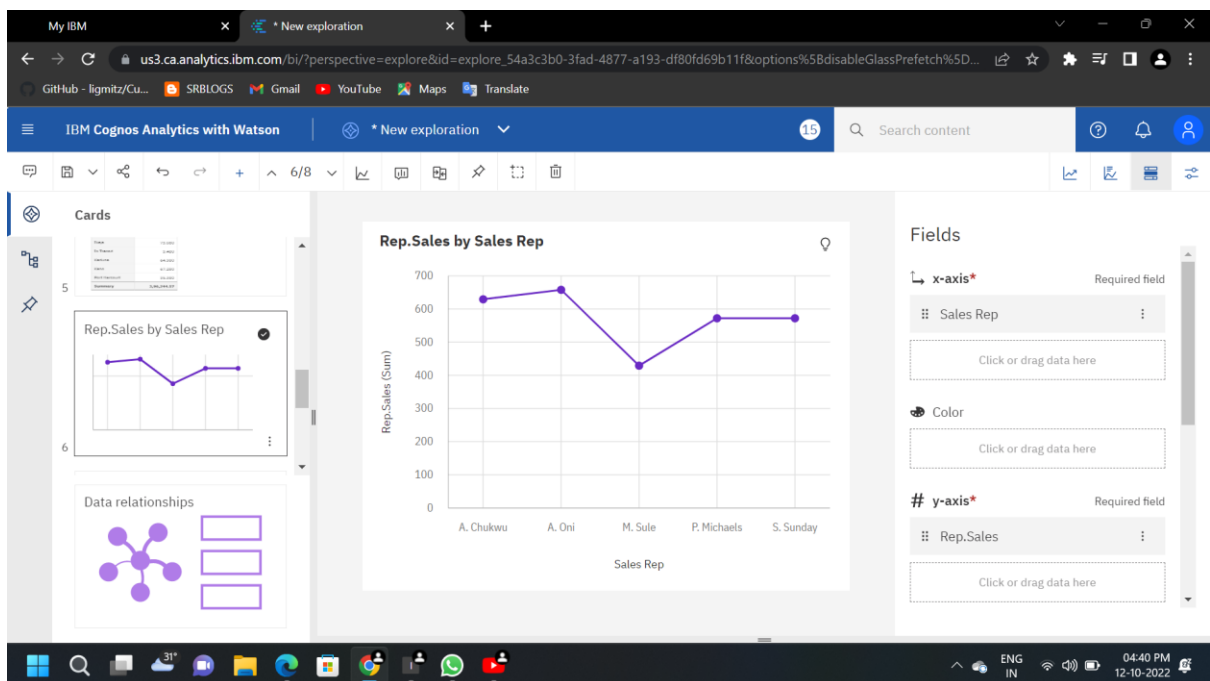 My IBM
* New exploration
us3.ca.analytics.ibm.com/bi/?perspective=explore&id=explore_54a3c3b0-3fad-4877-a193-df80fd69b11f&options%5BdisableGlassPrefetch%5D...
GitHub - ligmitz/Cu... SRBLOGS Gmail YouTube Maps Translate
IBM Cognos Analytics with Watson * New exploration 15 Search content
6/8
Cards
5
Summary
Rep.Sales by Sales Rep
6
Data relationships
Rep.Sales by Sales Rep
700
600
500
400
300
200
100
0
Rep.Sales (Sum)
A. Chukwu A. Oni M. Sule P. Michaels S. Sunday
Sales Rep
Fields
x-axis* Required field
Sales Rep
Click or drag data here
Color
Click or drag data here
# y-axis* Required field
Rep.Sales
Click or drag data here
31°
ENG
IN
04:40 PM
12-10-2022